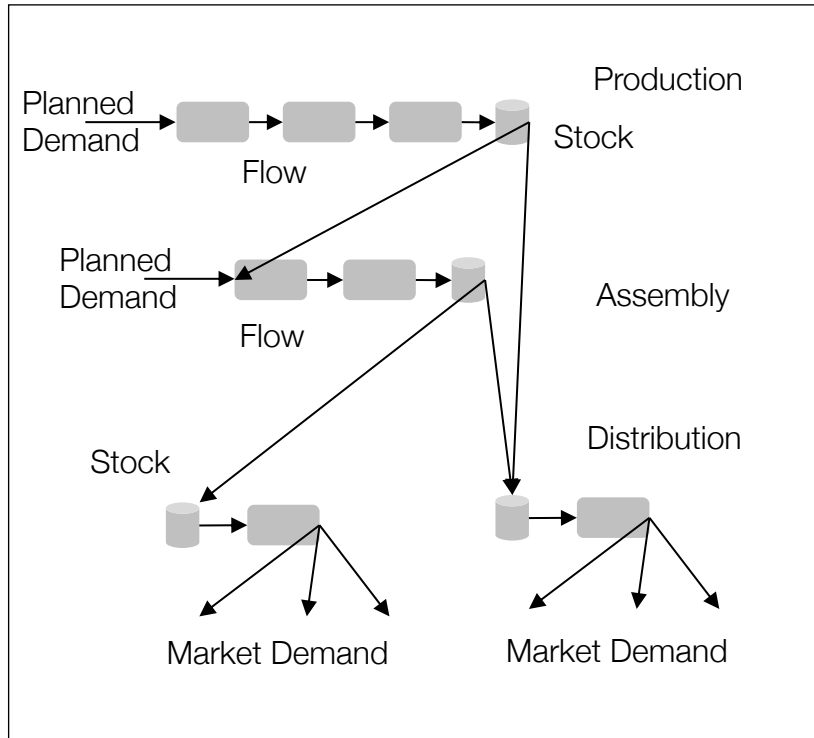 Production
Planned
Demand
Stock
Flow
Planned
Demand
Assembly
Flow
Distribution
Stock
Market Demand
Market Demand